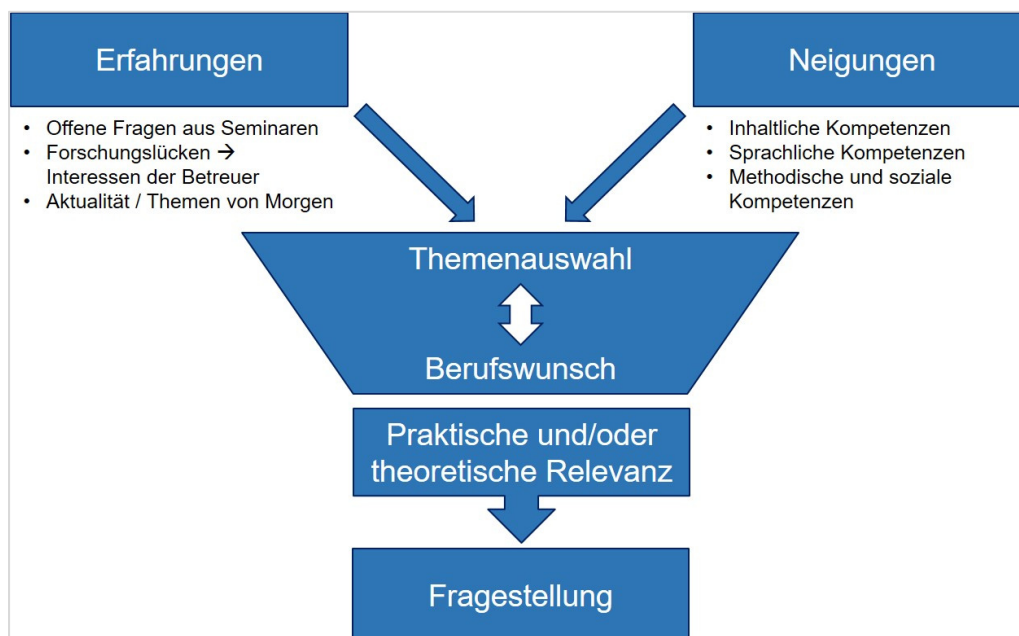 Erfahrungen
• Offene Fragen aus Seminaren
• Forschungslücken →
Interessen der Betreuer
• Aktualität / Themen von Morgen
Neigungen
• Inhaltliche Kompetenzen
• Sprachliche Kompetenzen
• Methodische und soziale
Kompetenzen
Themenauswahl
Berufswunsch
Praktische und/oder
theoretische Relevanz
Fragestellung